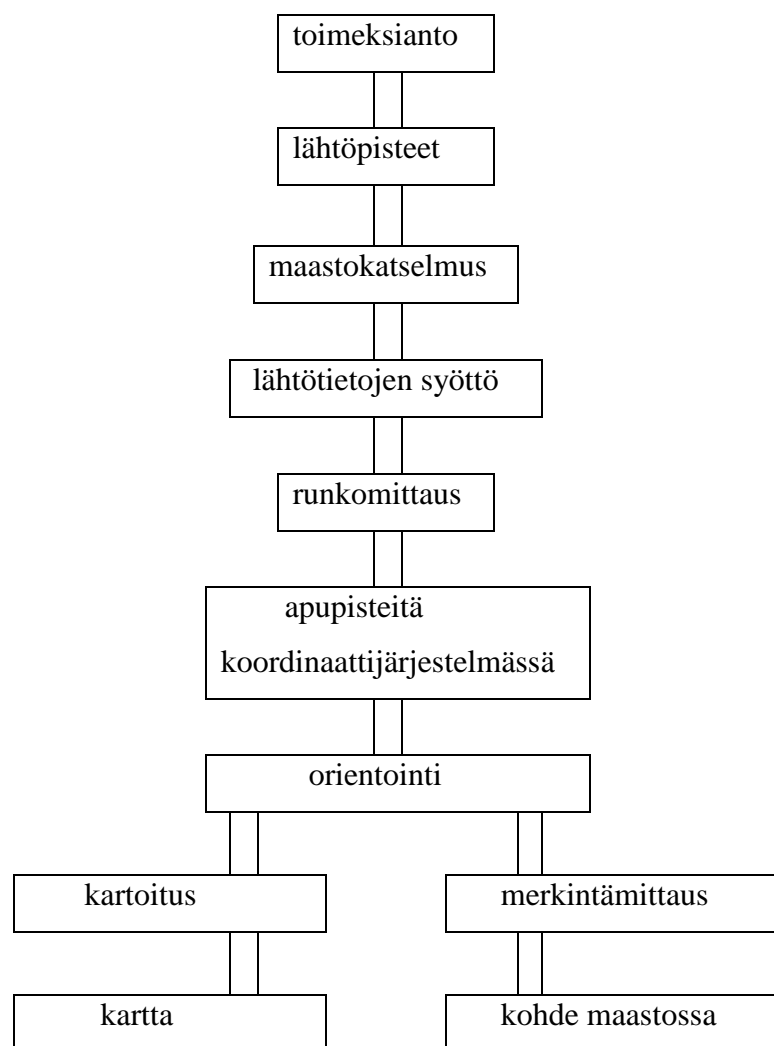 toimeksianto
lähtöpisteet
maastokatselmus
lähtötietojen syöttö
runkomittaus
apupisteitä
koordinaattijärjestelmässä
orientointi
kartoitus
merkintämittaus
kartta
kohde maastossa